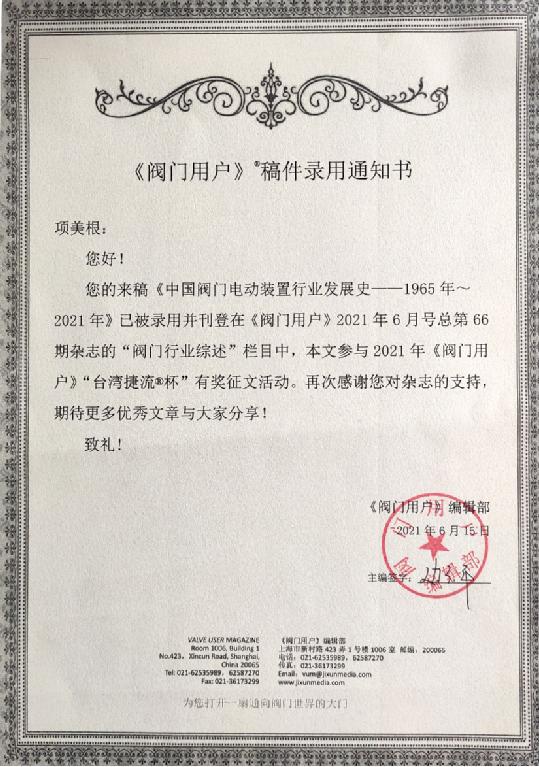 《阀门用户》®稿件录用通知书
项美根：
您好！
您的来稿《中国阀门电动装置行业发展史——1965年～
2021年》已被录用并刊登在《阀门用户》2021年6月号总第66
期杂志的“阀门行业综述”栏目中，本文参与2021年《阀门用
户》“台湾捷流®杯”有奖征文活动。再次感谢您对杂志的支持，
期待更多优秀文章与大家分享！
致礼！
《阀门用户》编辑部
2021年6月15日
主编签字：
阀门用户
编辑部
VALVE USER MAGAZINE
Room 1006, Building 1
No.423, Xincun Road, Shanghai,
China 20065
Tel: 021-62535989, 62587270
Fax: 021-36173299
《阀门用户》编辑部
上海市新村路423弄1号楼1006室 邮编：200065
电话：021-62535989、62587270
传真：021-36173299
Email: vum@jixunmedia.com
www.jixunmedia.com
为您打开一扇通向阀门世界的大门